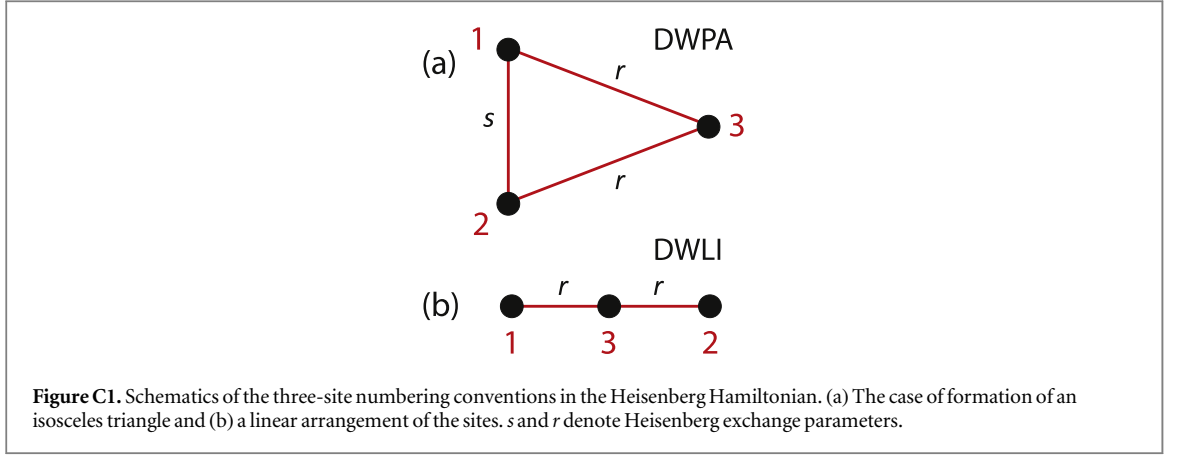 1
DWPA
(a)
r
s
3
r
2
DWLI
r
r
(b)
1
3
2
Figure C1. Schematics of the three-site numbering conventions in the Heisenberg Hamiltonian. (a) The case of formation of an
isosceles triangle and (b) a linear arrangement of the sites. s and r denote Heisenberg exchange parameters.